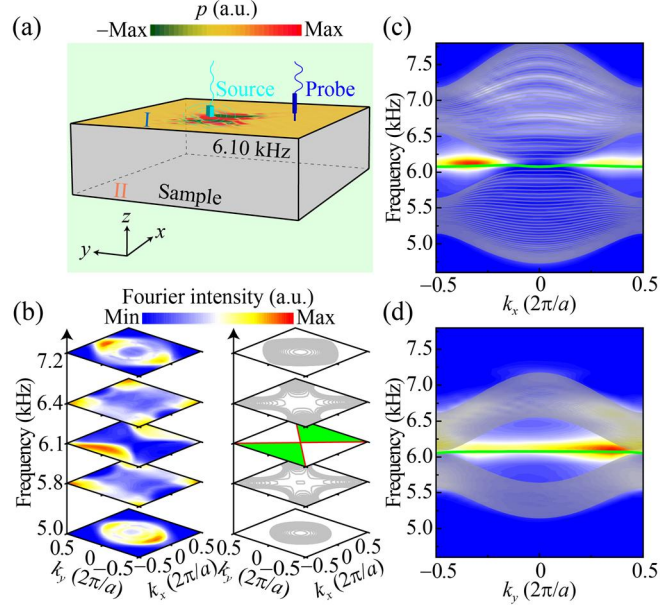 (a)
p (a.u.)
−Max Max
Source
Probe
I
6.10 kHz
II
Sample
z
y
x
(b)
Fourier intensity (a.u.)
Min Max
Frequency (kHz)
7.2
6.4
6.1
5.8
5.0
0.5
0
−0.5
k_y (2π/a)
0.5
0
−0.5
k_x (2π/a)
0.5
0
−0.5
k_y (2π/a)
0.5
0
−0.5
k_x (2π/a)
(c)
Frequency (kHz)
7.5
7.0
6.5
6.0
5.5
5.0
−0.5 0 0.5
k_x (2π/a)
(d)
Frequency (kHz)
7.5
7.0
6.5
6.0
5.5
5.0
−0.5 0 0.5
k_y (2π/a)